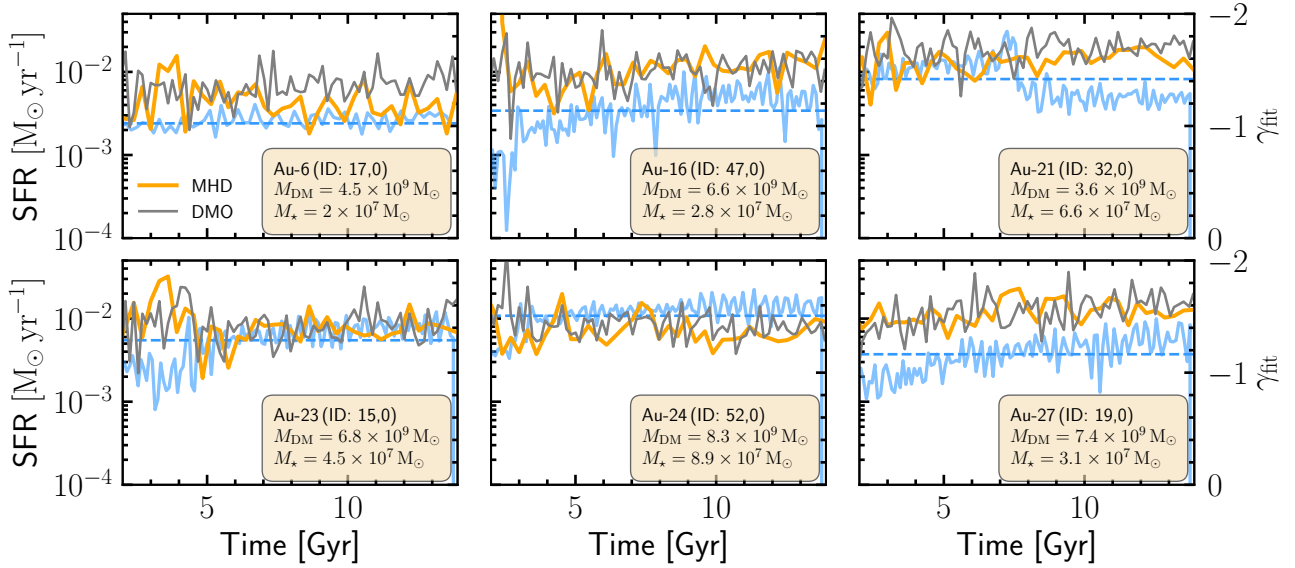 SFR [M⊙ yr⁻¹]
10⁻²
10⁻³
10⁻⁴
MHD
DMO
Au-6 (ID: 17,0)
M_DM = 4.5 × 10⁹ M⊙
M⋆ = 2 × 10⁷ M⊙
Au-16 (ID: 47,0)
M_DM = 6.6 × 10⁹ M⊙
M⋆ = 2.8 × 10⁷ M⊙
Au-21 (ID: 32,0)
M_DM = 3.6 × 10⁹ M⊙
M⋆ = 6.6 × 10⁷ M⊙
−2
−1
0
γ_fit
SFR [M⊙ yr⁻¹]
10⁻²
10⁻³
10⁻⁴
Au-23 (ID: 15,0)
M_DM = 6.8 × 10⁹ M⊙
M⋆ = 4.5 × 10⁷ M⊙
Au-24 (ID: 52,0)
M_DM = 8.3 × 10⁹ M⊙
M⋆ = 8.9 × 10⁷ M⊙
Au-27 (ID: 19,0)
M_DM = 7.4 × 10⁹ M⊙
M⋆ = 3.1 × 10⁷ M⊙
−2
−1
0
γ_fit
5 10
5 10
5 10
Time [Gyr]
Time [Gyr]
Time [Gyr]